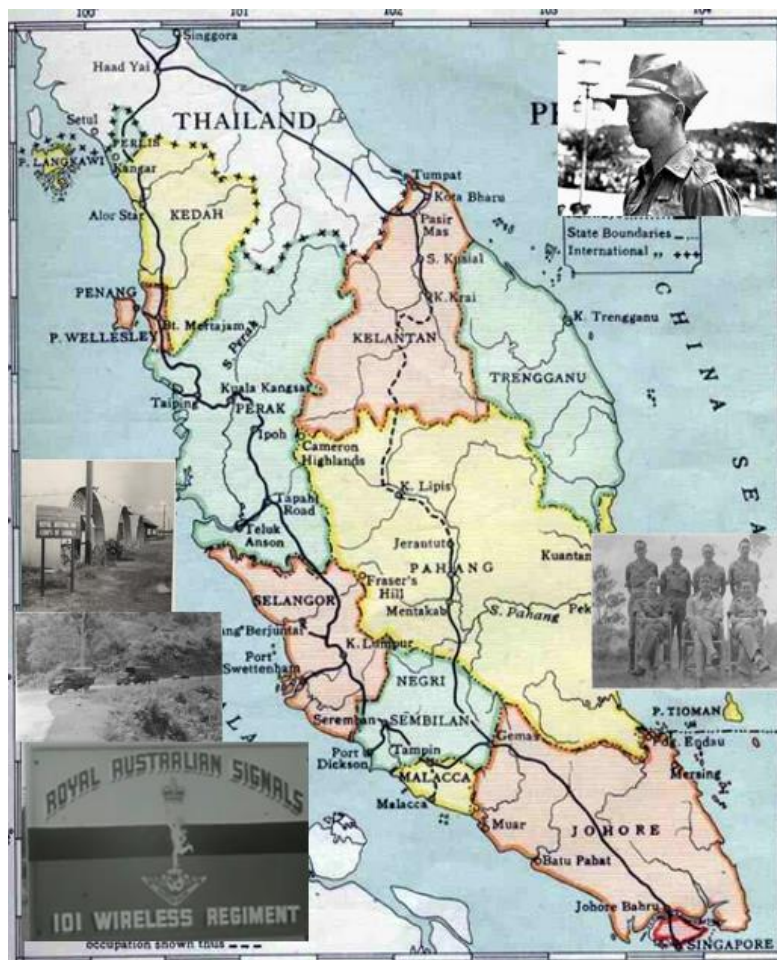 101
102
103
104
Singgora
Haad Yai
THAILAND
Setul
PERLIS
P. LANGKAWI
Kangar
Tumpat
Kota Bharu
Alor Star
KEDAH
Pasir
Mas
State Boundaries
International „ +++
S. Kusial
PENANG
K. Krai
Bt. Mertajam
P. WELLESLEY
S. Perak
KELANTAN
K. Trengganu
CHINA SEA
TRENGGANU
Kuala Kangsar
Taiping
PERAK
Ipoh
Cameron
Highlands
K. Lipis
Tapah
Road
Teluk
Anson
Jerantut
PAHANG
Kuantan
Fraser's
Hill
SELANGOR
Mentakab
S. Pahang
Pek
ng Berjuntai
K. Lumpur
Port
Swettenham
NEGRI
SEMBILAN
P. TIOMAN
Seremban
Gemas
Pdg. Endau
Port
Dickson
Tampin
Mersing
MALACCA
Malacca
Muar
JOHORE
Batu Pahat
Johore Bahru
SINGAPORE
ROYAL AUSTRALIAN SIGNALS
101 WIRELESS REGIMENT
occupation shown thus ---